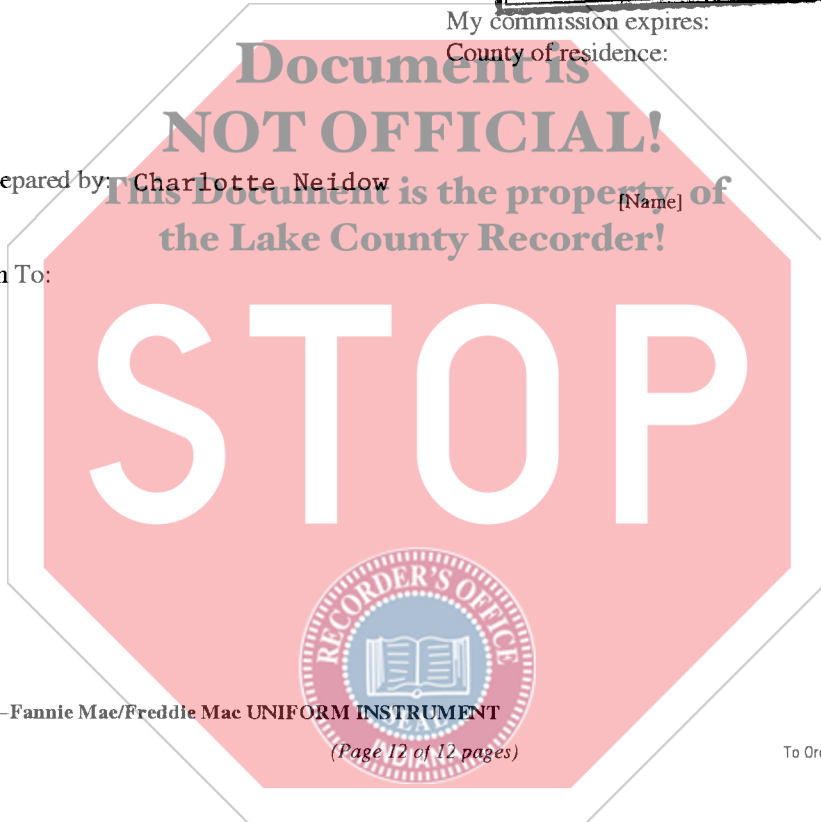 My commission expires:
County of residence:
Document is
NOT OFFICIAL!
epared by: Charlotte Neidow
This Document is the property of
[Name]
the Lake County Recorder!
n To:
STOP
RECORDER'S OFFICE
SEAL
INDIANA
–Fannie Mae/Freddie Mac UNIFORM INSTRUMENT
(Page 12 of 12 pages)
To Or